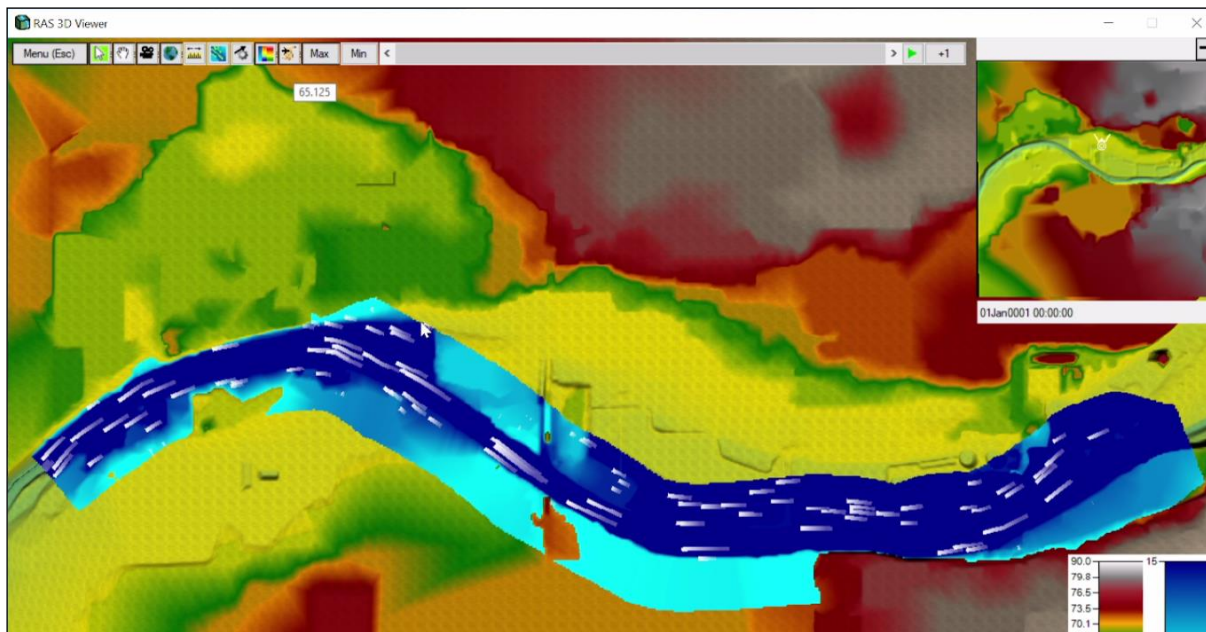 RAS 3D Viewer
Menu (Esc) Max Min +1
65.125
01Jan0001 00:00:00
90.0 15
79.8
76.5
73.5
70.1